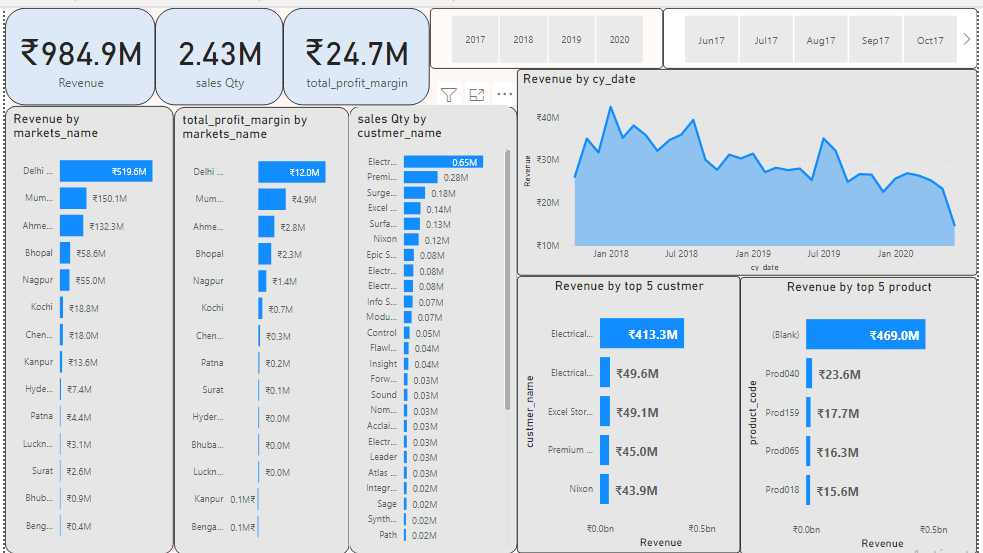 ₹984.9M
Revenue
2.43M
sales Qty
₹24.7M
total_profit_margin
2017
2018
2019
2020
Jun17
Jul17
Aug17
Sep17
Oct17
Revenue by
markets_name
Delhi ...
₹519.6M
Mum...
₹150.1M
Ahme...
₹132.3M
Bhopal
₹58.6M
Nagpur
₹55.0M
Kochi
₹18.8M
Chen...
₹18.0M
Kanpur
₹13.6M
Hyde...
₹7.4M
Patna
₹4.4M
Luckn...
₹3.1M
Surat
₹2.6M
Bhub...
₹0.9M
Beng...
₹0.4M
total_profit_margin by
markets_name
Delhi ...
₹12.0M
Mum...
₹4.9M
Ahme...
₹2.8M
Bhopal
₹2.3M
Nagpur
₹1.4M
Kochi
₹0.7M
Chen...
₹0.3M
Patna
₹0.2M
Surat
₹0.1M
Hyder...
₹0.0M
Bhuba...
₹0.0M
Luckn...
₹0.0M
Kanpur
0.1M₹
Benga...
0.1M₹
sales Qty by
custmer_name
Electr...
0.65M
Premi...
0.28M
Surge...
0.18M
Excel ...
0.14M
Surfa...
0.13M
Nixon
0.12M
Epic S...
0.08M
Electr...
0.08M
Electr...
0.08M
Info S...
0.07M
Modu...
0.07M
Control
0.05M
Flawl...
0.04M
Insight
0.04M
Forw...
0.03M
Sound
0.03M
Nom...
0.03M
Acclai...
0.03M
Electr...
0.03M
Leader
0.03M
Atlas ...
0.03M
Integr...
0.02M
Sage
0.02M
Synth...
0.02M
Path
0.02M
Revenue by cy_date
Revenue
₹40M
₹30M
₹20M
₹10M
Jan 2018
Jul 2018
Jan 2019
Jul 2019
Jan 2020
cy_date
Revenue by top 5 custmer
custmer_name
Electrical...
₹413.3M
Electrical...
₹49.6M
Excel Stor...
₹49.1M
Premium ...
₹45.0M
Nixon
₹43.9M
₹0.0bn
₹0.5bn
Revenue
Revenue by top 5 product
product_code
(Blank)
₹469.0M
Prod040
₹23.6M
Prod159
₹17.7M
Prod065
₹16.3M
Prod018
₹15.6M
₹0.0bn
₹0.5bn
Revenue